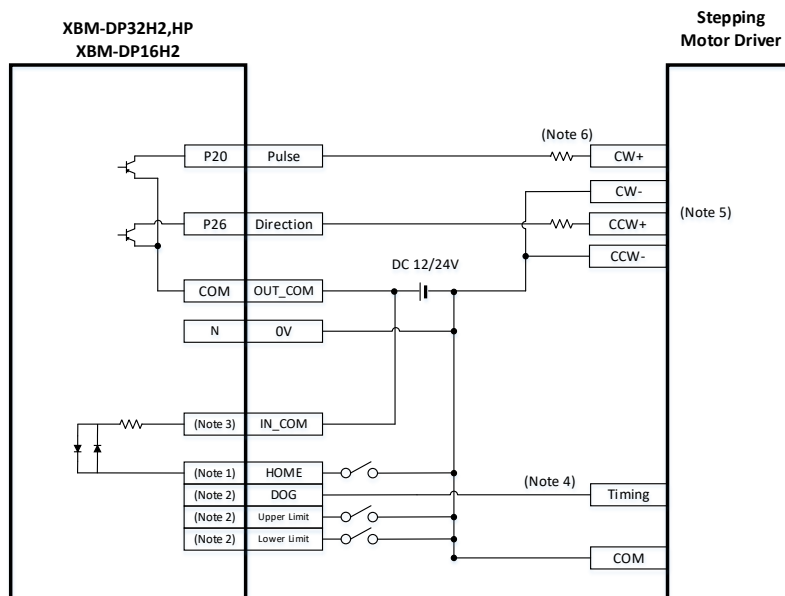 XBM-DP32H2,HP
XBM-DP16H2
Stepping
Motor Driver
(Note 6)
P20 Pulse CW+
CW-
(Note 5)
P26 Direction CCW+
CCW-
DC 12/24V
COM OUT_COM
N 0V
(Note 3) IN_COM
(Note 1) HOME
(Note 4)
(Note 2) DOG Timing
(Note 2) Upper Limit
(Note 2) Lower Limit
COM